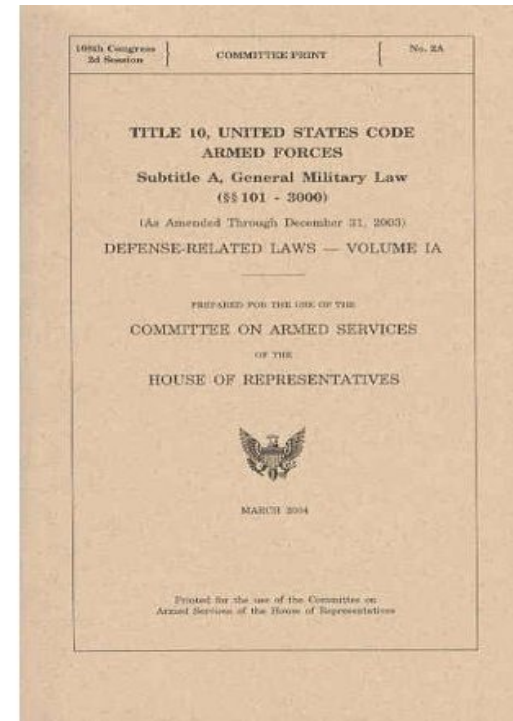 108th Congress
2d Session
COMMITTEE PRINT
No. 2A
TITLE 10, UNITED STATES CODE
ARMED FORCES
Subtitle A, General Military Law
(§§ 101 - 3000)
(As Amended Through December 31, 2003)
DEFENSE-RELATED LAWS — VOLUME IA
PREPARED FOR THE USE OF THE
COMMITTEE ON ARMED SERVICES
OF THE
HOUSE OF REPRESENTATIVES
MARCH 2004
Printed for the use of the Committee on
Armed Services of the House of Representatives